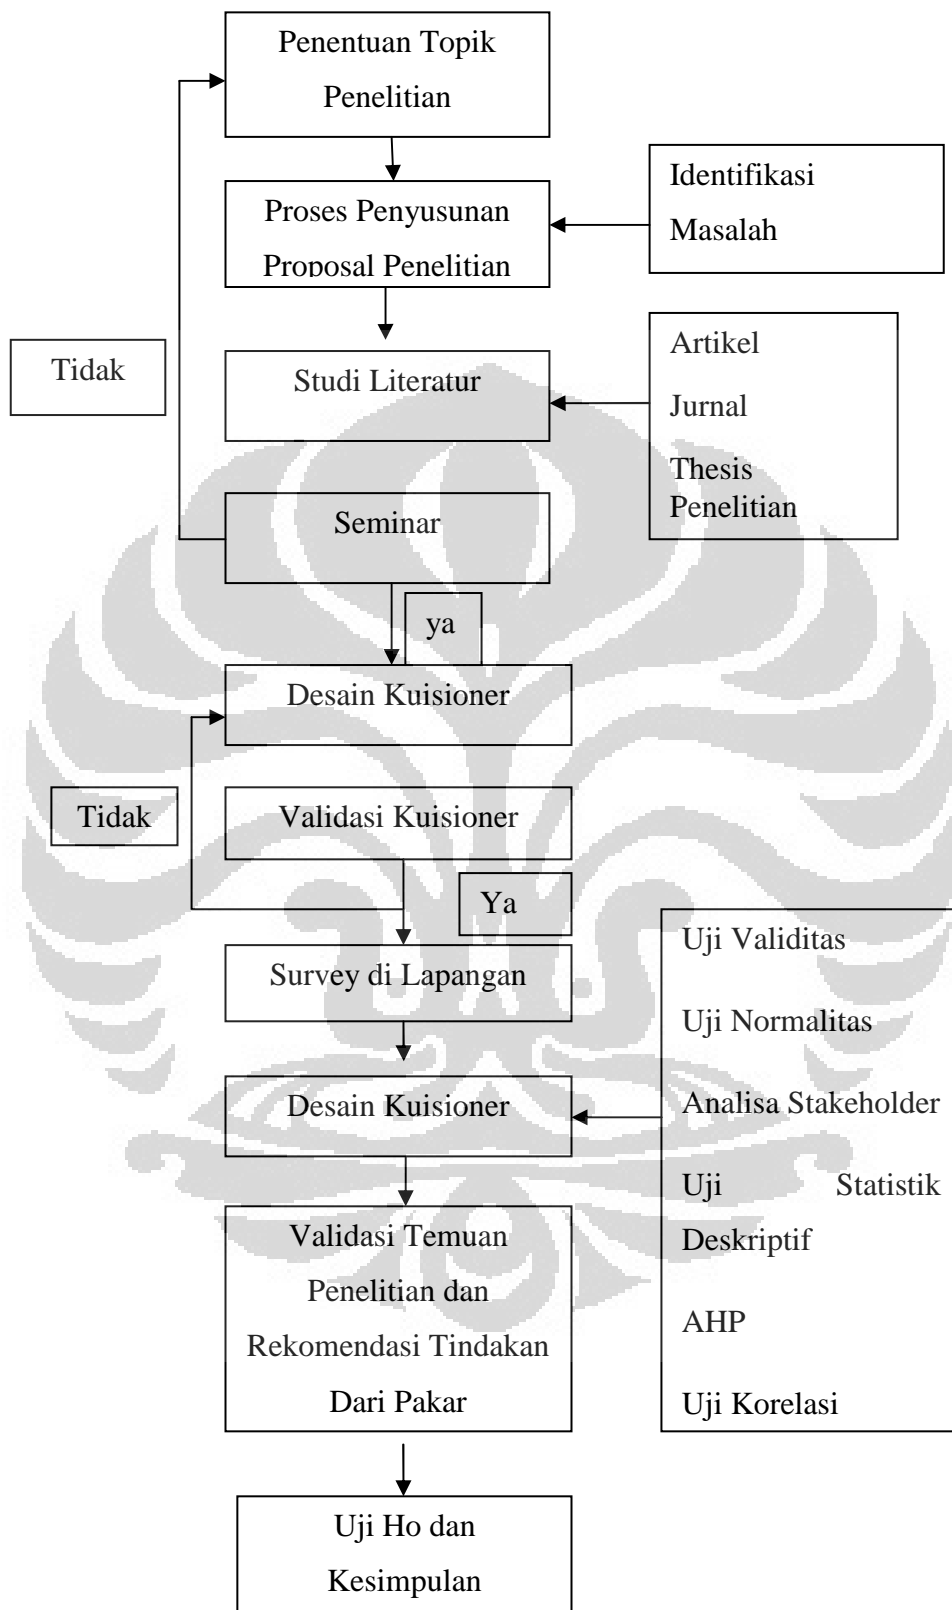 Penentuan Topik
Penelitian
Identifikasi
Masalah
Proses Penyusunan
Proposal Penelitian
Tidak
Studi Literatur
Artikel
Jurnal
Thesis
Penelitian
Seminar
ya
Desain Kuisioner
Tidak
Validasi Kuisioner
Ya
Survey di Lapangan
Desain Kuisioner
Uji Validitas
Uji Normalitas
Analisa Stakeholder
Uji Statistik
Deskriptif
AHP
Uji Korelasi
Validasi Temuan
Penelitian dan
Rekomendasi Tindakan
Dari Pakar
Uji Ho dan
Kesimpulan